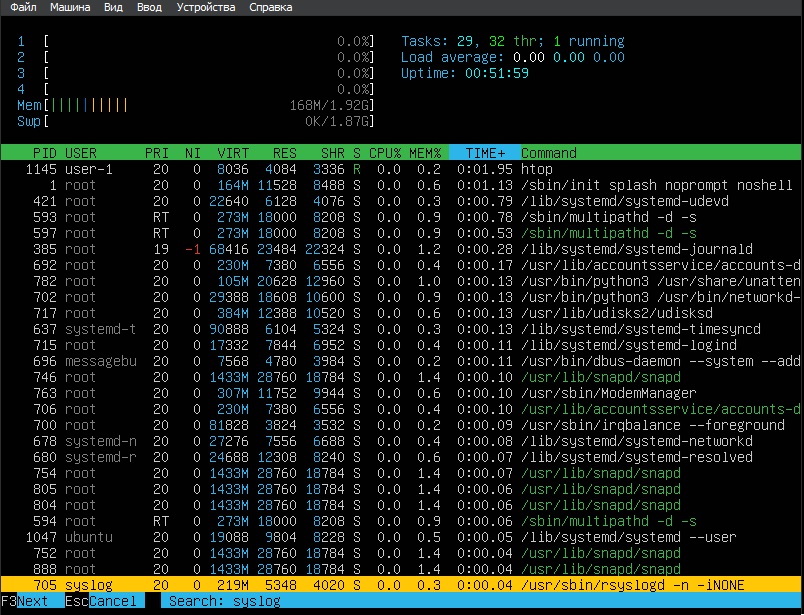 Файл Машина Вид Ввод Устройства Справка
1 [ 0.0%] Tasks: 29, 32 thr; 1 running
2 [ 0.0%] Load average: 0.00 0.00 0.00
3 [ 0.0%] Uptime: 00:51:59
4 [ 0.0%]
Mem[|||||||||| 168M/1.92G]
Swp[ 0K/1.87G]
PID USER PRI NI VIRT RES SHR S CPU% MEM% TIME+ Command
1145 user-1 20 0 8036 4084 3336 R 0.0 0.2 0:01.95 htop
1 root 20 0 164M 11528 8488 S 0.0 0.6 0:01.13 /sbin/init splash noprompt noshell
421 root 20 0 22640 6128 4076 S 0.0 0.3 0:00.79 /lib/systemd/systemd-udevd
593 root RT 0 273M 18000 8208 S 0.0 0.9 0:00.78 /sbin/multipathd -d -s
597 root RT 0 273M 18000 8208 S 0.0 0.9 0:00.53 /sbin/multipathd -d -s
385 root 19 -1 68416 23484 22324 S 0.0 1.2 0:00.28 /lib/systemd/systemd-journald
692 root 20 0 230M 7380 6556 S 0.0 0.4 0:00.17 /usr/lib/accountsservice/accounts-d
782 root 20 0 105M 20628 12960 S 0.0 1.0 0:00.13 /usr/bin/python3 /usr/share/unatten
702 root 20 0 29388 18608 10600 S 0.0 0.9 0:00.13 /usr/bin/python3 /usr/bin/networkd-
717 root 20 0 384M 12388 10520 S 0.0 0.6 0:00.13 /usr/lib/udisks2/udisksd
637 systemd-t 20 0 90888 6104 5324 S 0.0 0.3 0:00.13 /lib/systemd/systemd-timesyncd
715 root 20 0 17332 7844 6952 S 0.0 0.4 0:00.11 /lib/systemd/systemd-logind
696 messagebu 20 0 7568 4780 3984 S 0.0 0.2 0:00.11 /usr/bin/dbus-daemon --system --add
746 root 20 0 1433M 28760 18784 S 0.0 1.4 0:00.10 /usr/lib/snapd/snapd
763 root 20 0 307M 11752 9944 S 0.0 0.6 0:00.10 /usr/sbin/ModemManager
706 root 20 0 230M 7380 6556 S 0.0 0.4 0:00.10 /usr/lib/accountsservice/accounts-d
700 root 20 0 81828 3824 3532 S 0.0 0.2 0:00.09 /usr/sbin/irqbalance --foreground
678 systemd-n 20 0 27276 7556 6688 S 0.0 0.4 0:00.08 /lib/systemd/systemd-networkd
680 systemd-r 20 0 24688 12308 8240 S 0.0 0.6 0:00.07 /lib/systemd/systemd-resolved
754 root 20 0 1433M 28760 18784 S 0.0 1.4 0:00.07 /usr/lib/snapd/snapd
805 root 20 0 1433M 28760 18784 S 0.0 1.4 0:00.06 /usr/lib/snapd/snapd
804 root 20 0 1433M 28760 18784 S 0.0 1.4 0:00.06 /usr/lib/snapd/snapd
594 root RT 0 273M 18000 8208 S 0.0 0.9 0:00.06 /sbin/multipathd -d -s
1047 ubuntu 20 0 19088 9804 8228 S 0.0 0.5 0:00.05 /lib/systemd/systemd --user
752 root 20 0 1433M 28760 18784 S 0.0 1.4 0:00.04 /usr/lib/snapd/snapd
888 root 20 0 1433M 28760 18784 S 0.0 1.4 0:00.04 /usr/lib/snapd/snapd
705 syslog 20 0 219M 5348 4020 S 0.0 0.3 0:00.04 /usr/sbin/rsyslogd -n -iNONE
F3Next EscCancel Search: syslog